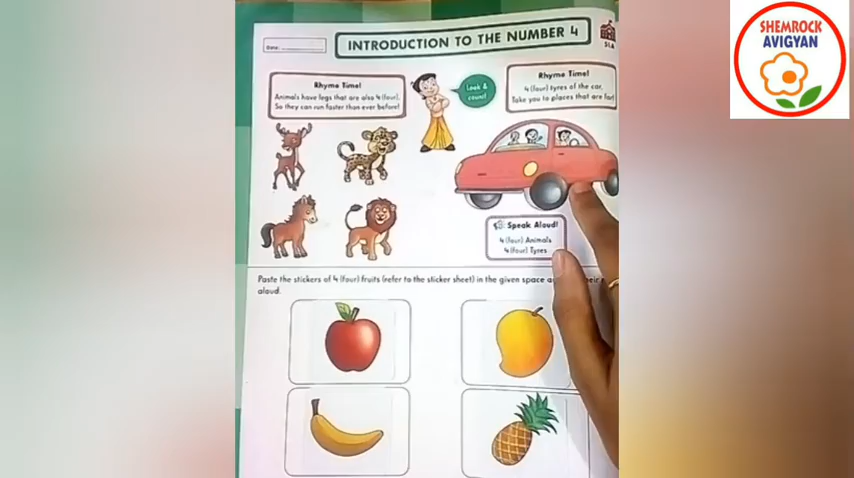 SHEMROCK
AVIGYAN
Date:
INTRODUCTION TO THE NUMBER 4
Rhyme Time!
Animals have legs that are also 4 (four),
So they can run faster than ever before!
Look &
count!
Rhyme Time!
4 (four) tyres of the car,
Take you to places that are far!
Speak Aloud!
4 (four) Animals
4 (four) Tyres
Paste the stickers of 4 (four) fruits (refer to the sticker sheet) in the given space
aloud.